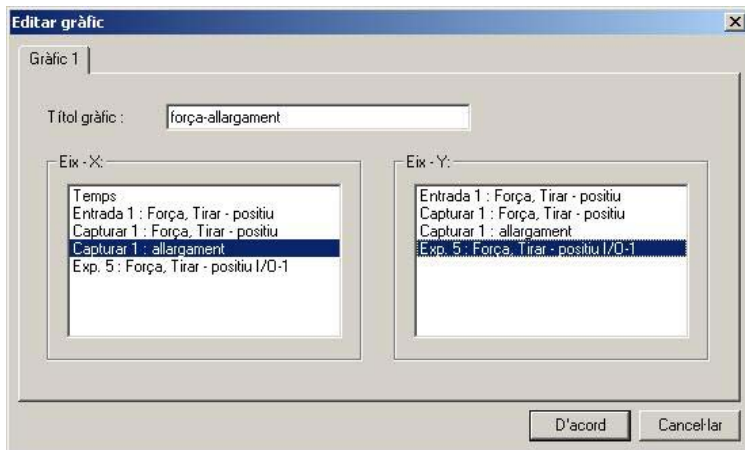 Editar gràfic
Gràfic 1
Títol gràfic :
força-allargament
Eix - X:
Temps
Entrada 1 : Força, Tirar - positiu
Capturar 1 : Força, Tirar - positiu
Capturar 1 : allargament
Exp. 5 : Força, Tirar - positiu I/O-1
Eix - Y:
Entrada 1 : Força, Tirar - positiu
Capturar 1 : Força, Tirar - positiu
Capturar 1 : allargament
Exp. 5 : Força, Tirar - positiu I/O-1
D'acord
Cancel·lar